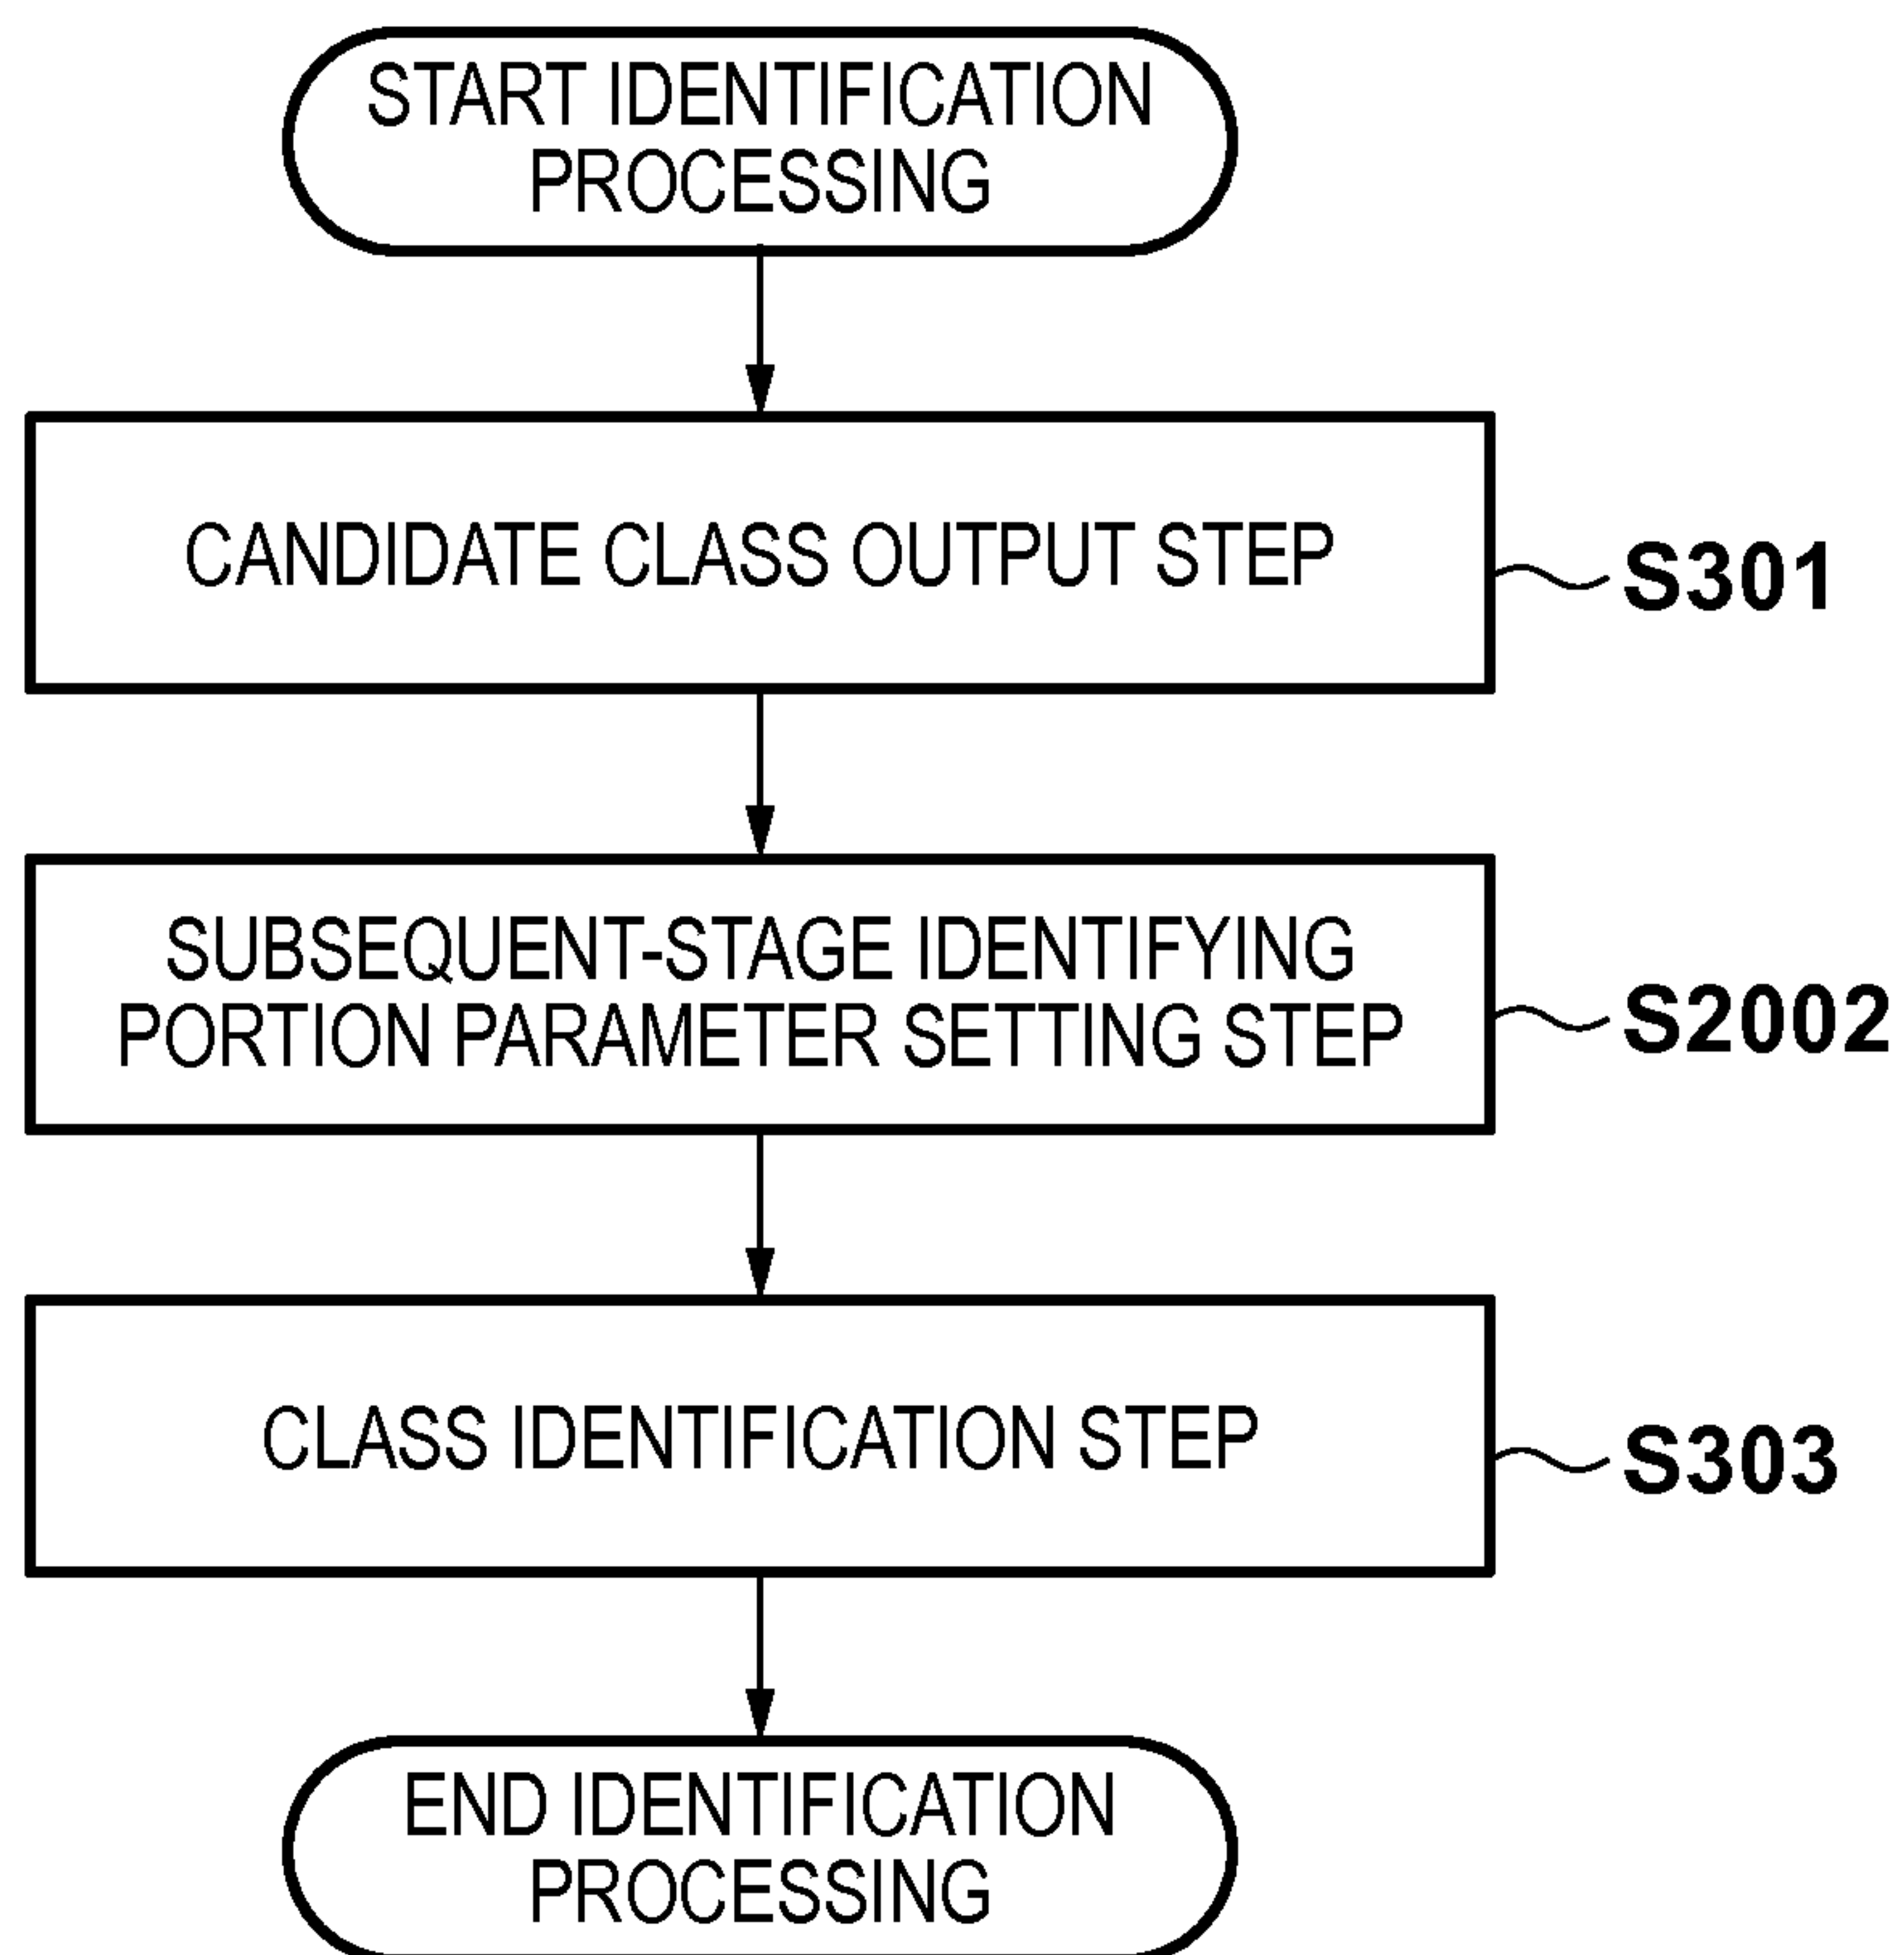 START IDENTIFICATION
PROCESSING
CANDIDATE CLASS OUTPUT STEP
S301
SUBSEQUENT-STAGE IDENTIFYING
PORTION PARAMETER SETTING STEP
S2002
CLASS IDENTIFICATION STEP
S303
END IDENTIFICATION
PROCESSING